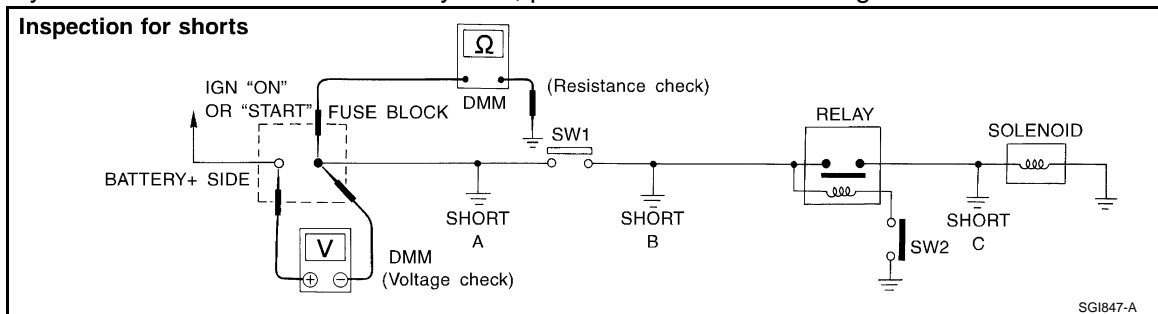 Inspection for shorts
Ω
IGN “ON”
OR “START”
FUSE BLOCK
DMM
(Resistance check)
SW1
RELAY
SOLENOID
BATTERY+ SIDE
SHORT
A
SHORT
B
SHORT
C
SW2
V
+ −
DMM
(Voltage check)
SGI847-A